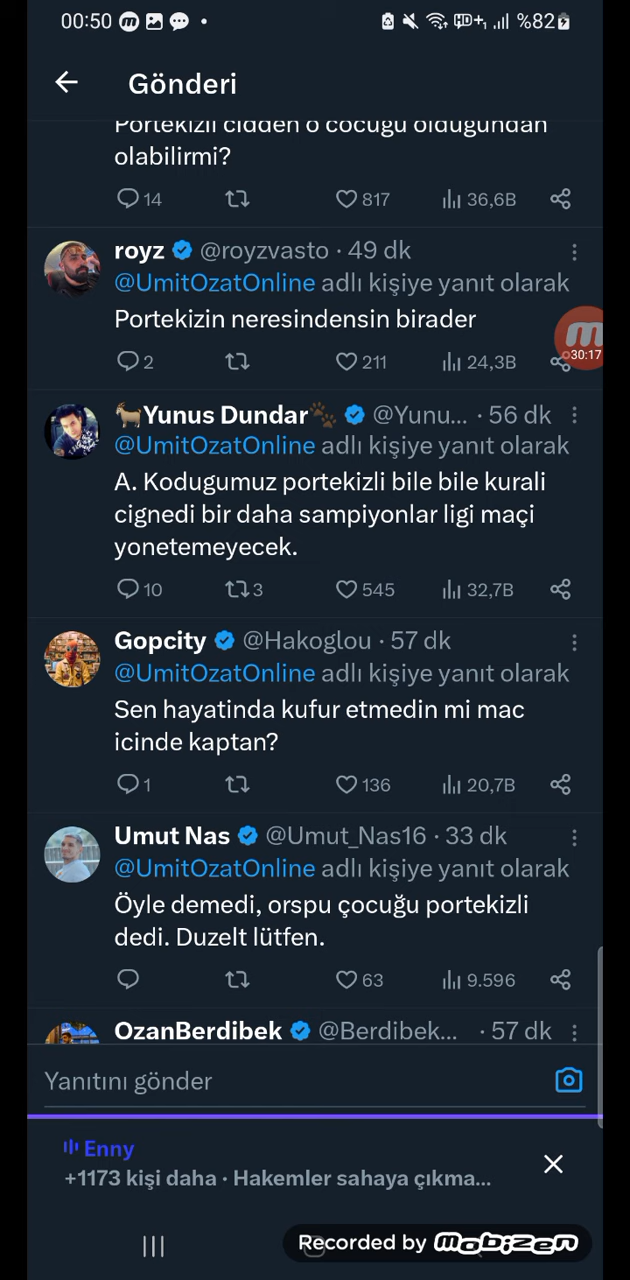 00:50
HD+
%82
Gönderi
Portekizli cidden o cocugu oldugundan
olabilirmi?
14 817 36,6B
royz @royzvasto · 49 dk
@UmitOzatOnline adlı kişiye yanıt olarak
Portekizin neresindensin birader
30:17
2 211 24,3B
Yunus Dundar @Yunu... · 56 dk
@UmitOzatOnline adlı kişiye yanıt olarak
A. Kodugumuz portekizli bile bile kurali
cignedi bir daha sampiyonlar ligi maçi
yonetemeyecek.
10 3 545 32,7B
Gopcity @Hakoglou · 57 dk
@UmitOzatOnline adlı kişiye yanıt olarak
Sen hayatinda kufur etmedin mi mac
icinde kaptan?
1 136 20,7B
Umut Nas @Umut_Nas16 · 33 dk
@UmitOzatOnline adlı kişiye yanıt olarak
Öyle demedi, orspu çocuğu portekizli
dedi. Duzelt lütfen.
63 9.596
OzanBerdibek @Berdibek... · 57 dk
Yanıtını gönder
Enny
+1173 kişi daha · Hakemler sahaya çıkma...
Recorded by mobizen